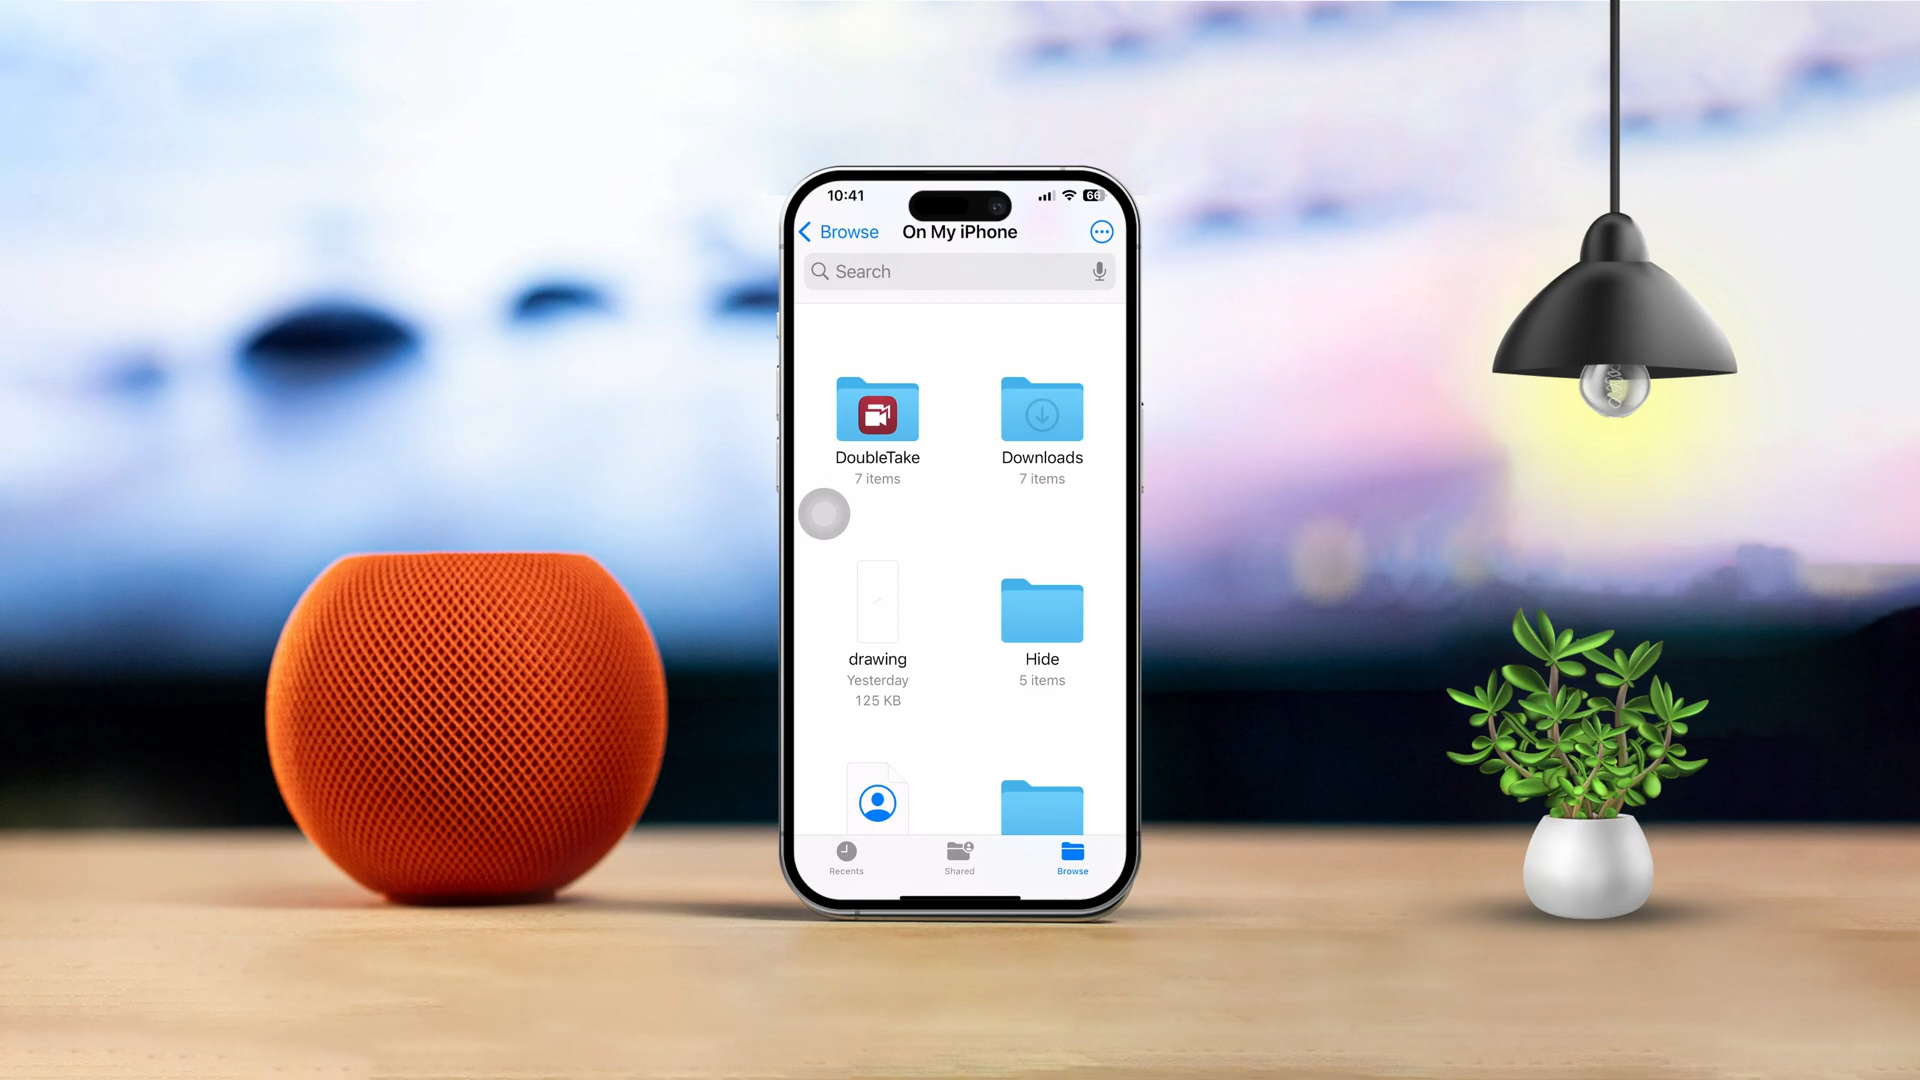 10:41
66
Browse
On My iPhone
Search
DoubleTake
7 items
Downloads
7 items
drawing
Yesterday
125 KB
Hide
5 items
Recents
Shared
Browse